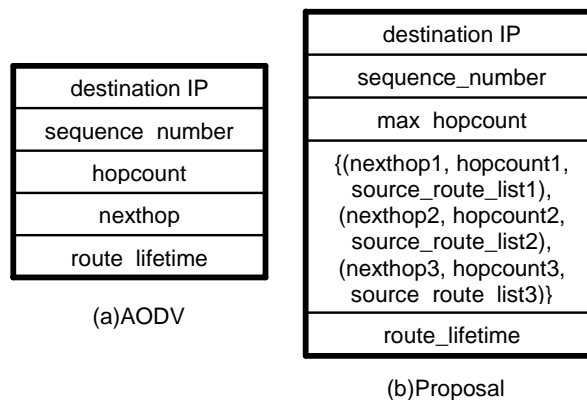 destination IP
sequence number
hopcount
nexthop
route lifetime
(a)AODV
destination IP
sequence_number
max hopcount
{(nexthop1, hopcount1,
source_route_list1),
(nexthop2, hopcount2,
source_route_list2),
(nexthop3, hopcount3,
source route list3)}
route_lifetime
(b)Proposal